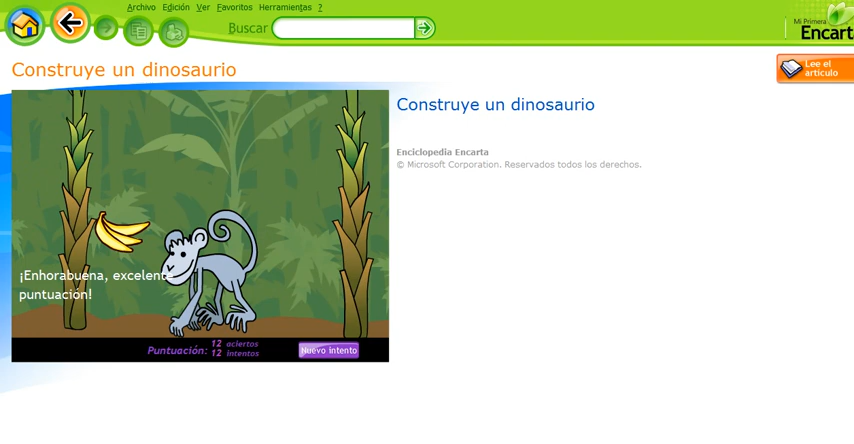 Archivo Edición Ver Favoritos Herramientas ?
Buscar
Mi Primera
Encart
Construye un dinosaurio
Lee el
artículo
Construye un dinosaurio
Enciclopedia Encarta
© Microsoft Corporation. Reservados todos los derechos.
¡Enhorabuena, excelente
puntuación!
Puntuación: 12 aciertos
12 intentos
Nuevo intento